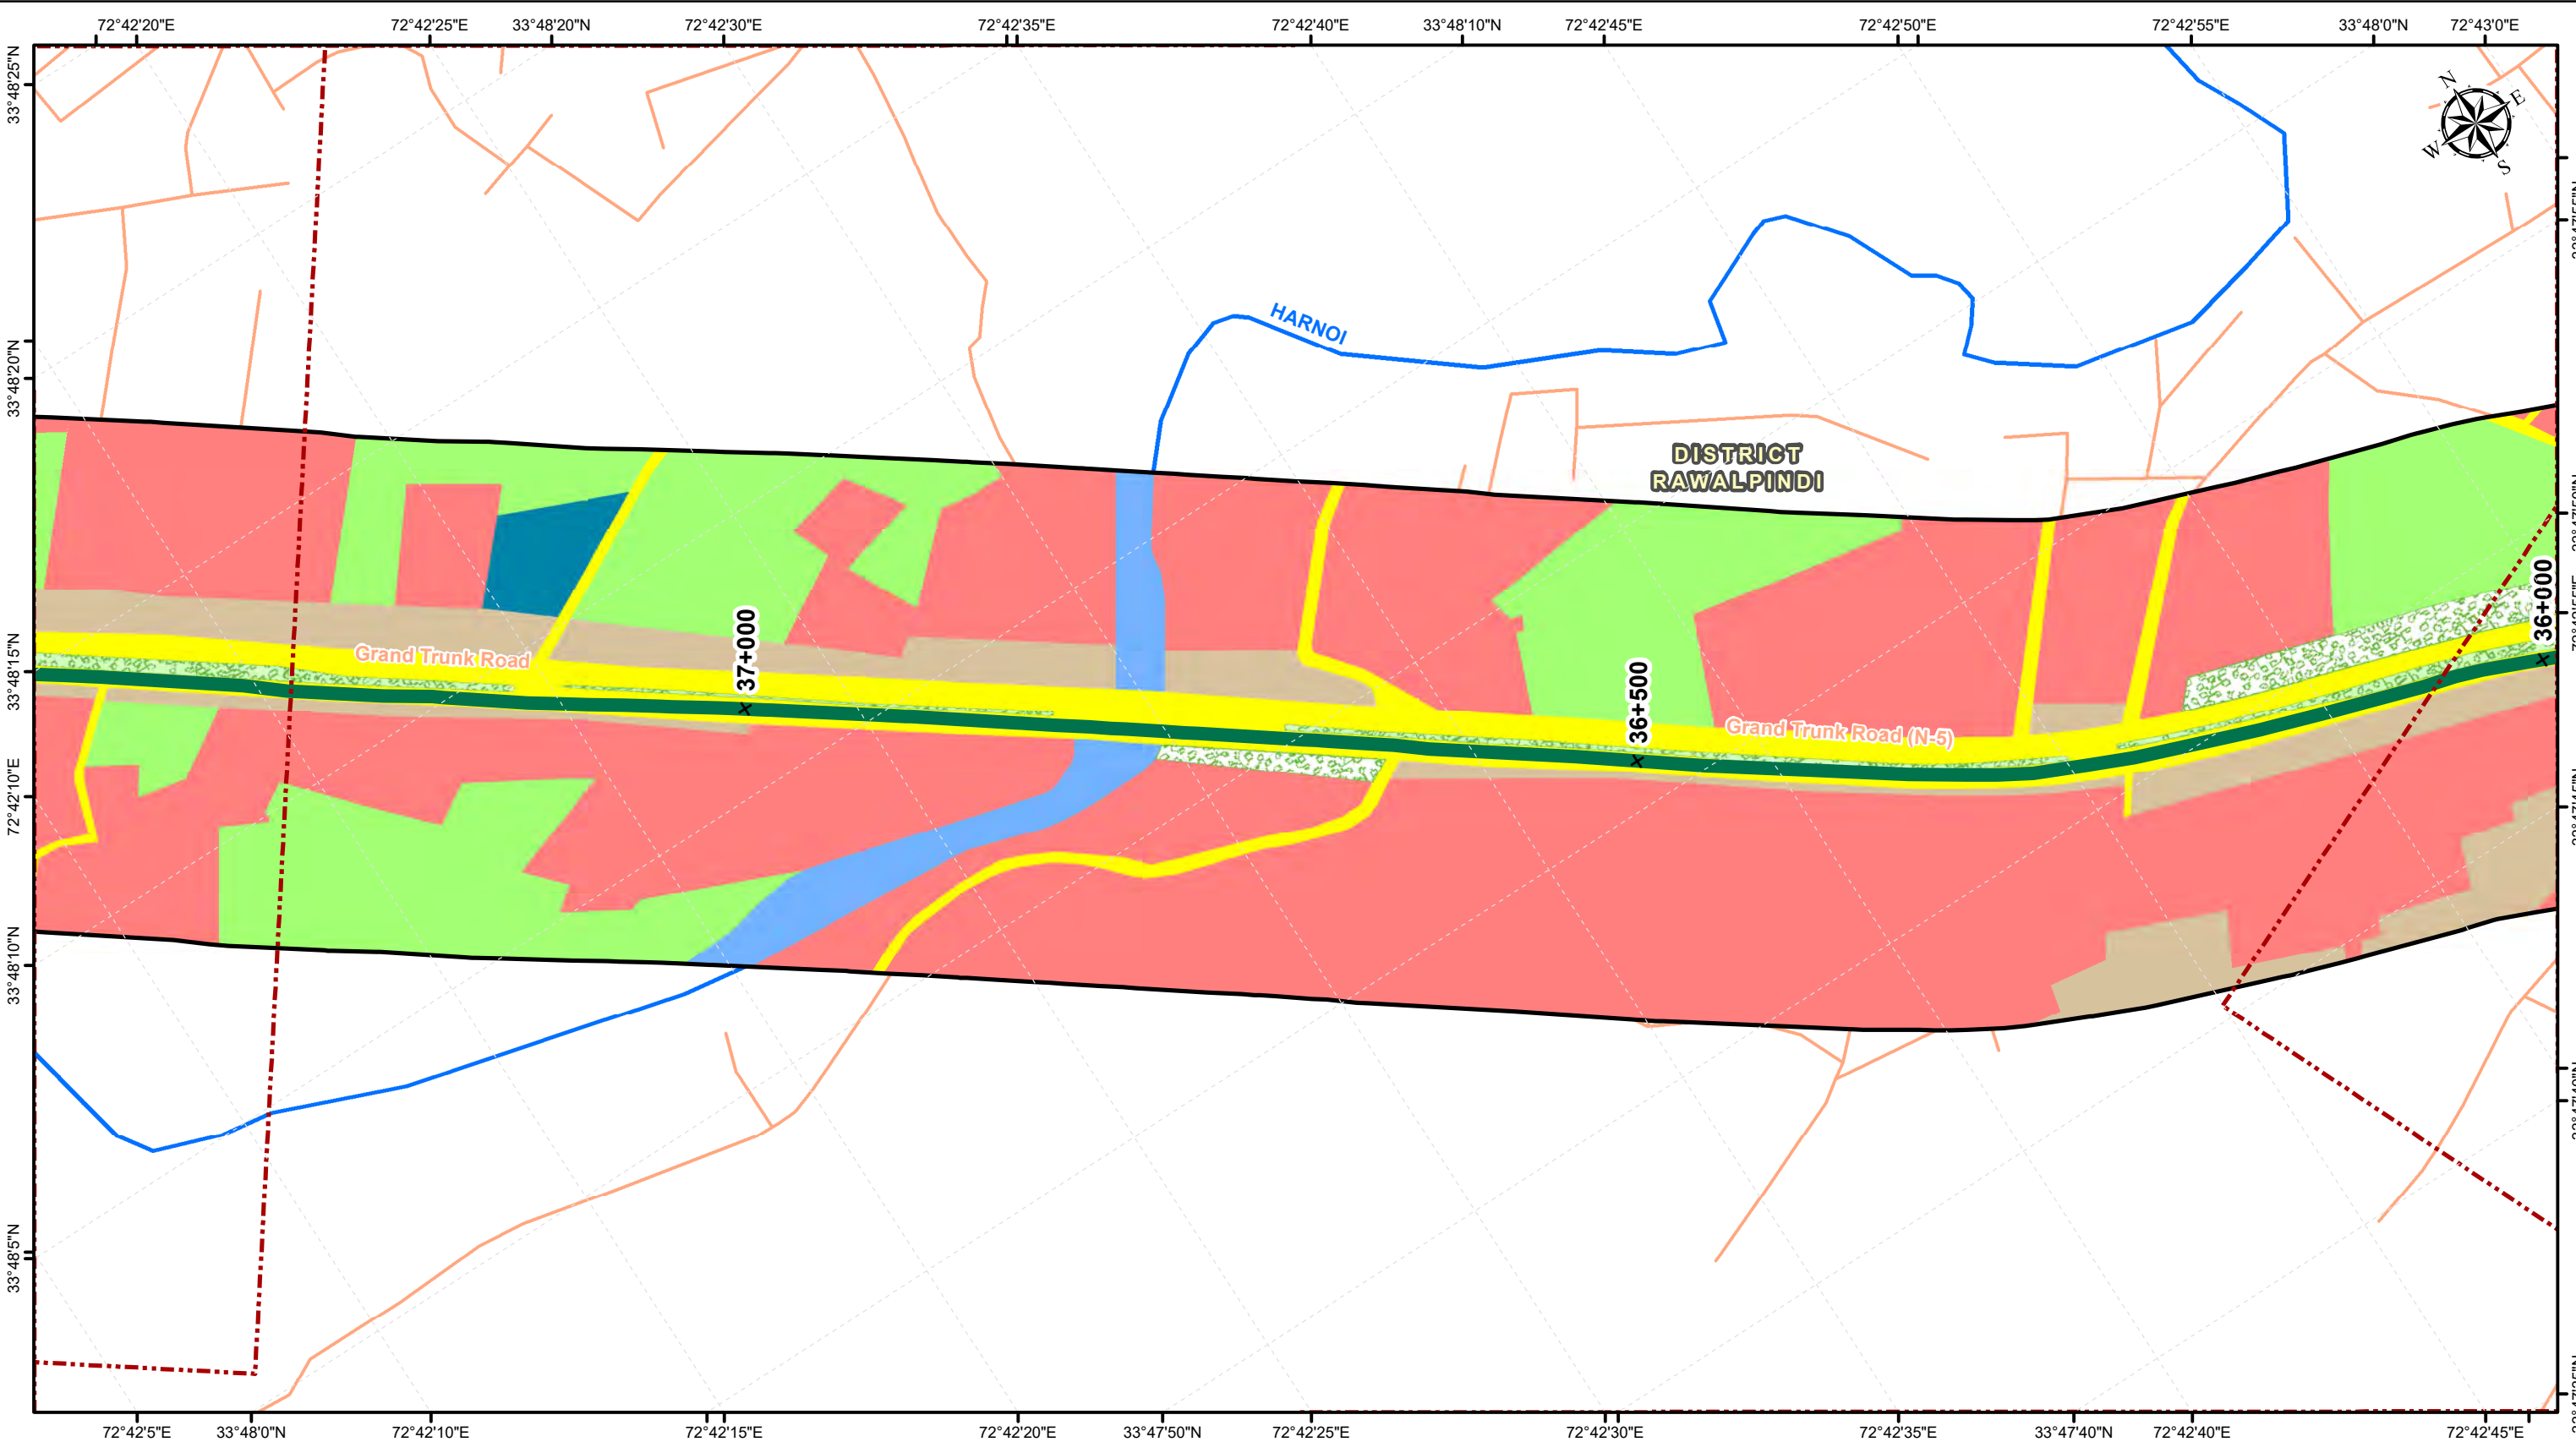 72°42'20"E
72°42'25"E
33°48'20"N
72°42'30"E
72°42'35"E
72°42'40"E
33°48'10"N
72°42'45"E
72°42'50"E
72°42'55"E
33°48'0"N
72°43'0"E
33°48'25"N
N
E
W
S
HARNOI
33°48'20"N
DISTRICT
RAWALPINDI
36+000
37+000
Grand Trunk Road
33°48'15"N
36+500
Grand Trunk Road (N-5)
72°42'10"E
33°48'10"N
33°48'5"N
72°42'5"E
33°48'0"N
72°42'10"E
72°42'15"E
72°42'20"E
33°47'50"N
72°42'25"E
72°42'30"E
72°42'35"E
33°47'40"N
72°42'40"E
72°42'45"E